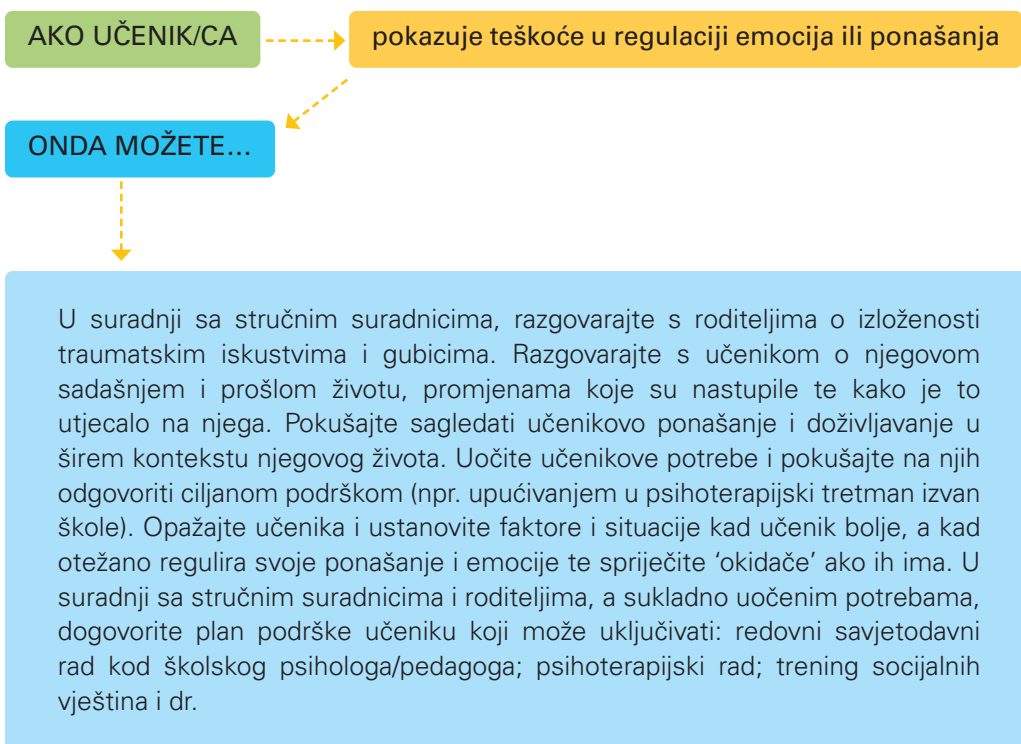 AKO UČENIK/CA
pokazuje teškoće u regulaciji emocija ili ponašanja
ONDA MOŽETE...
U suradnji sa stručnim suradnicima, razgovarajte s roditeljima o izloženosti
traumatskim iskustvima i gubicima. Razgovarajte s učenikom o njegovom
sadašnjem i prošlom životu, promjenama koje su nastupile te kako je to
utjecalo na njega. Pokušajte sagledati učenikovo ponašanje i doživljavanje u
širem kontekstu njegovog života. Uočite učenikove potrebe i pokušajte na njih
odgovoriti ciljanom podrškom (npr. upućivanjem u psihoterapijski tretman izvan
škole). Opažajte učenika i ustanovite faktore i situacije kad učenik bolje, a kad
otežano regulira svoje ponašanje i emocije te spriječite ‘okidače’ ako ih ima. U
suradnji sa stručnim suradnicima i roditeljima, a sukladno uočenim potrebama,
dogovorite plan podrške učeniku koji može uključivati: redovni savjetodavni
rad kod školskog psihologa/pedagoga; psihoterapijski rad; trening socijalnih
vještina i dr.